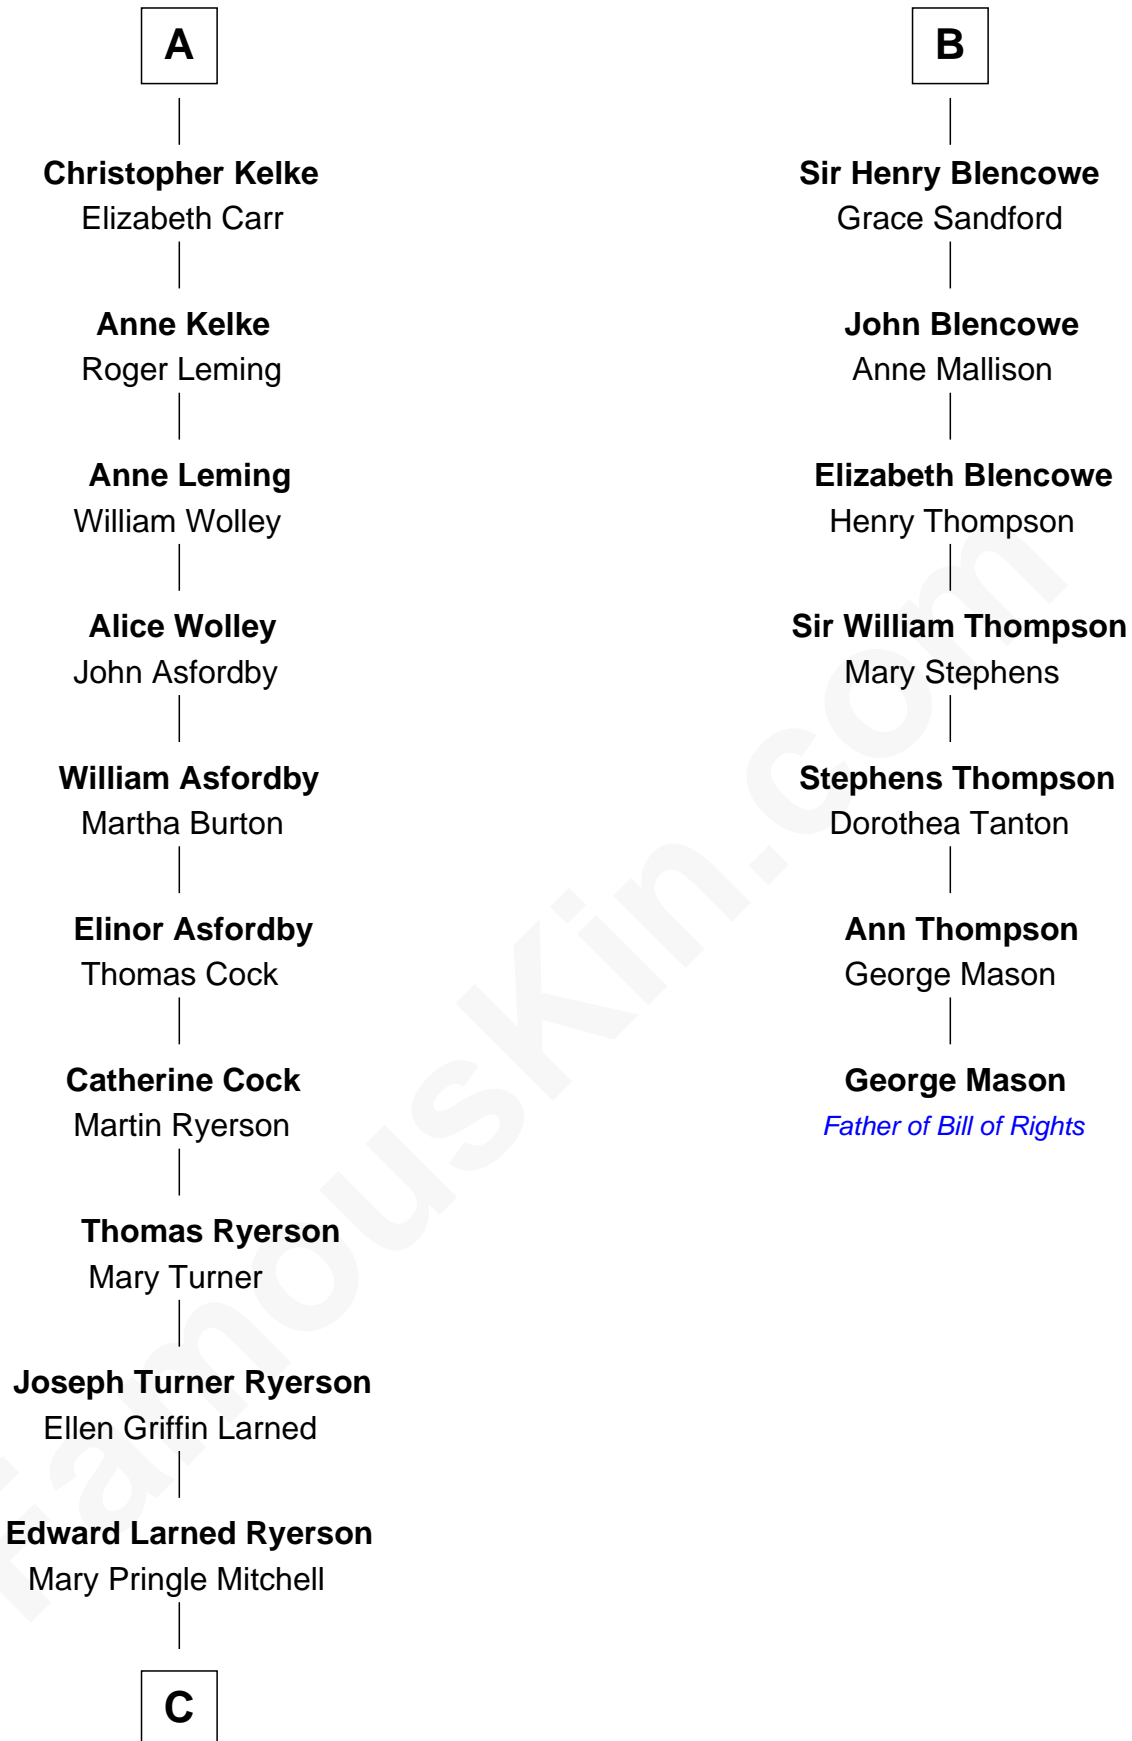 A
Christopher Kelke
Elizabeth Carr
Anne Kelke
Roger Leming
Anne Leming
William Wolley
Alice Wolley
John Asfordby
William Asfordby
Martha Burton
Elinor Asfordby
Thomas Cock
Catherine Cock
Martin Ryerson
Thomas Ryerson
Mary Turner
Joseph Turner Ryerson
Ellen Griffin Larned
Edward Larned Ryerson
Mary Pringle Mitchell
C
B
Sir Henry Blencowe
Grace Sandford
John Blencowe
Anne Mallison
Elizabeth Blencowe
Henry Thompson
Sir William Thompson
Mary Stephens
Stephens Thompson
Dorothea Tanton
Ann Thompson
George Mason
George Mason
Father of Bill of Rights
FamousKin.com